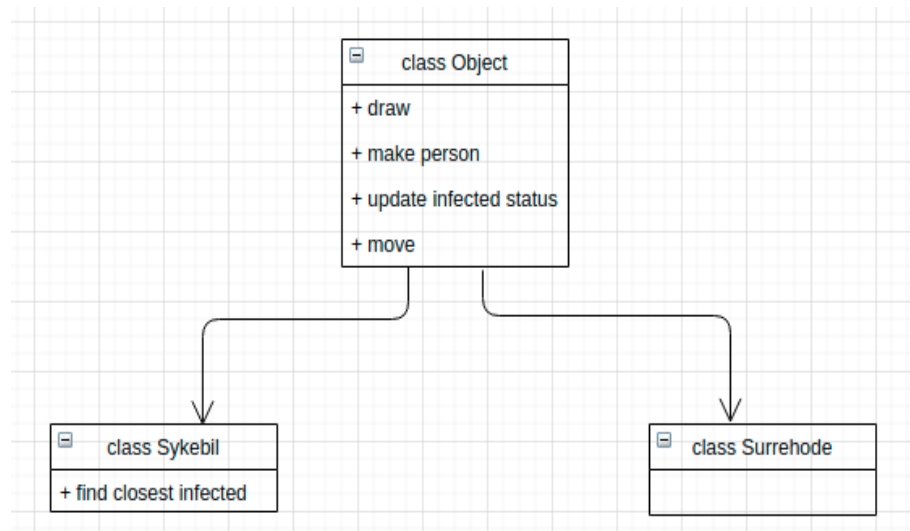 class Object
+ draw
+ make person
+ update infected status
+ move
class Sykebil
+ find closest infected
class Surrehode